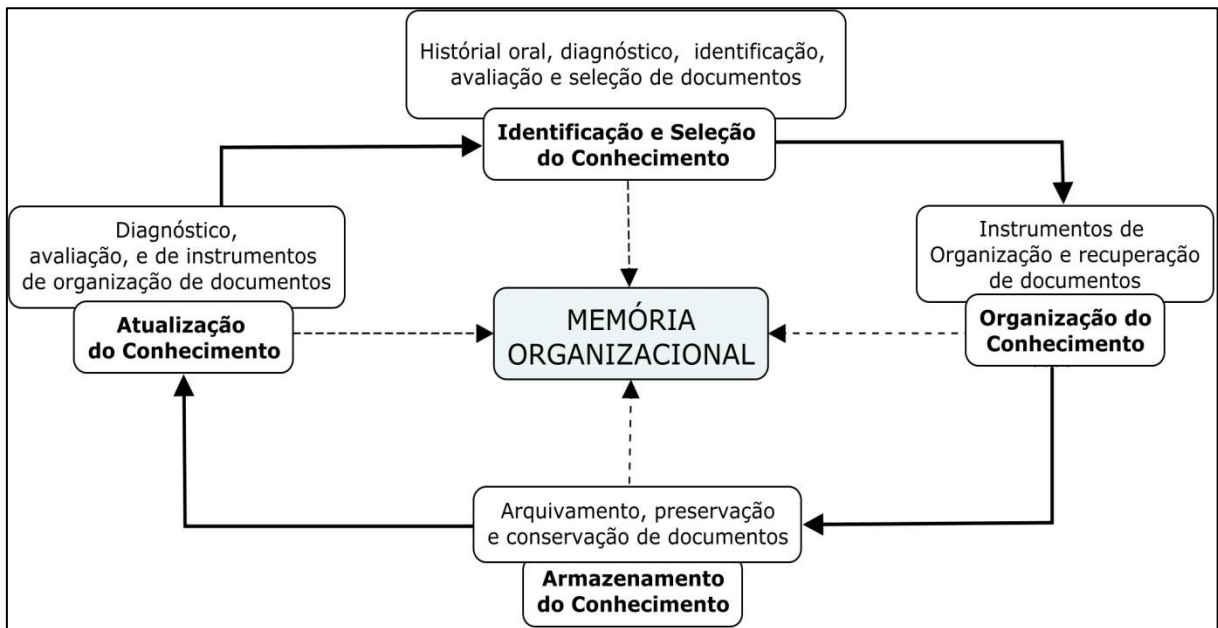 Histórial oral, diagnóstico, identificação,
avaliação e seleção de documentos
Identificação e Seleção
do Conhecimento
Diagnóstico,
avaliação, e de instrumentos
de organização de documentos
Atualização
do Conhecimento
MEMÓRIA
ORGANIZACIONAL
Instrumentos de
Organização e recuperação
de documentos
Organização do
Conhecimento
Arquivamento, preservação
e conservação de documentos
Armazenamento
do Conhecimento